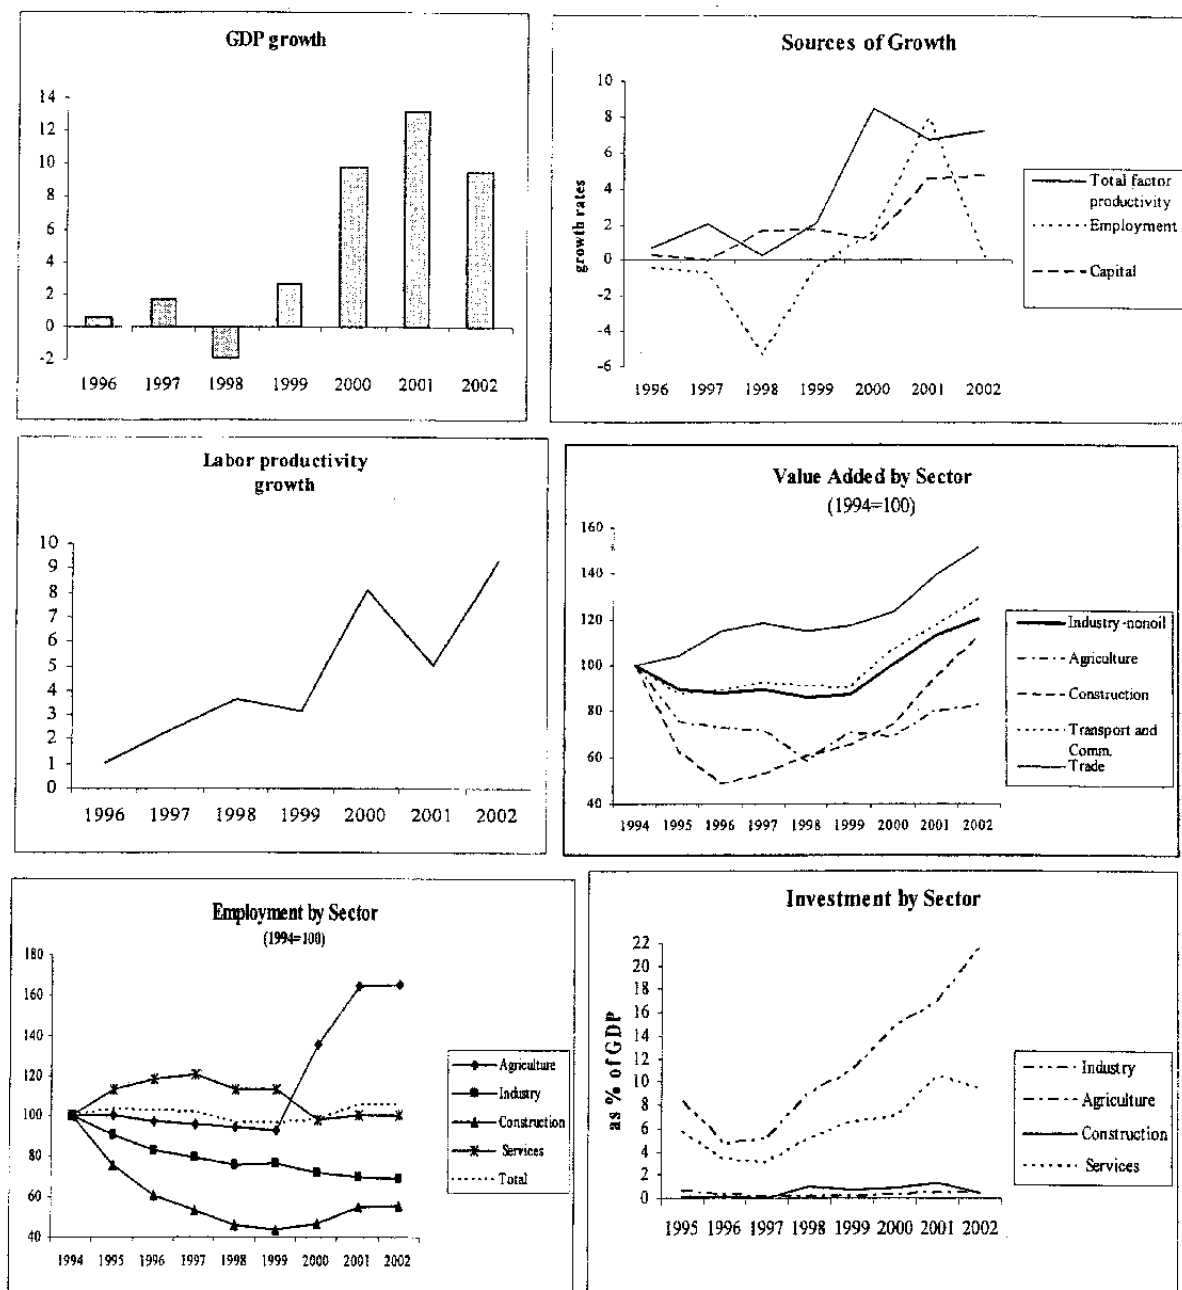 GDP growth
14
12
10
8
6
4
2
0
-2
1996 1997 1998 1999 2000 2001 2002
Sources of Growth
growth rates
10
8
6
4
2
0
-2
-4
-6
1996 1997 1998 1999 2000 2001 2002
Total factor
productivity
Employment
Capital
Labor productivity
growth
10
9
8
7
6
5
4
3
2
1
0
1996 1997 1998 1999 2000 2001 2002
Value Added by Sector
(1994=100)
160
140
120
100
80
60
40
1994 1995 1996 1997 1998 1999 2000 2001 2002
Industry-nonoil
Agriculture
Construction
Transport and
Comm.
Trade
Employment by Sector
(1994=100)
180
160
140
120
100
80
60
40
1994 1995 1996 1997 1998 1999 2000 2001 2002
Agriculture
Industry
Construction
Services
Total
Investment by Sector
as % of GDP
22
20
18
16
14
12
10
8
6
4
2
0
1995 1996 1997 1998 1999 2000 2001 2002
Industry
Agriculture
Construction
Services